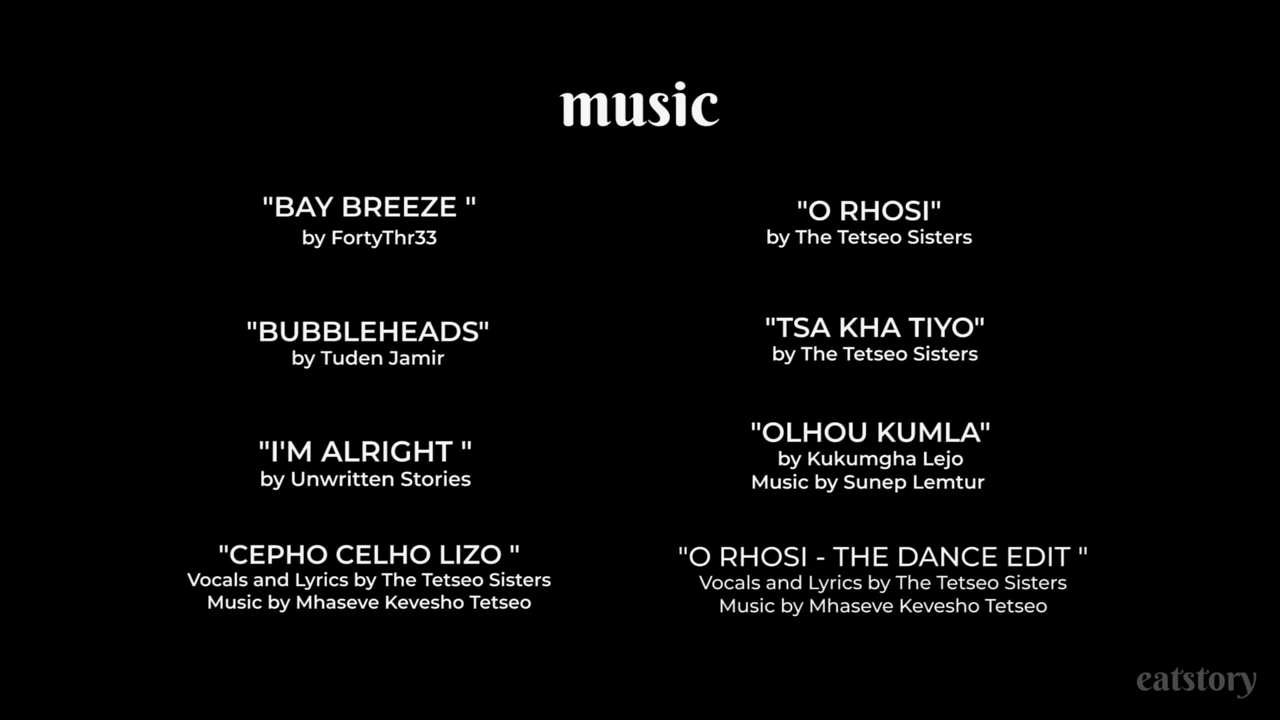 music
"BAY BREEZE "
by FortyThr33
"BUBBLEHEADS"
by Tuden Jamir
"I'M ALRIGHT "
by Unwritten Stories
"CEPHO CELHO LIZO "
Vocals and Lyrics by The Tetseo Sisters
Music by Mhaseve Kevesho Tetseo
"O RHOSI"
by The Tetseo Sisters
"TSA KHA TIYO"
by The Tetseo Sisters
"OLHOU KUMLA"
by Kukumgha Lejo
Music by Sunep Lemtur
"O RHOSI - THE DANCE EDIT "
Vocals and Lyrics by The Tetseo Sisters
Music by Mhaseve Kevesho Tetseo
eatstory